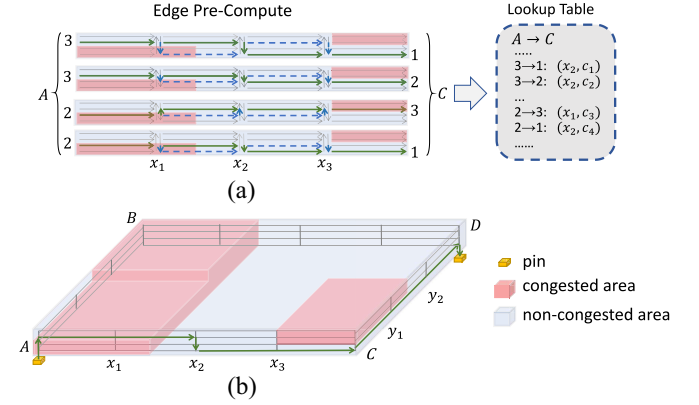 Edge Pre-Compute
Lookup Table
A
3
1
3
2
2
3
2
1
C
x₁
x₂
x₃
(a)
A → C
.....
3→1: (x₂, c₁)
3→2: (x₂, c₂)
...
2→3: (x₁, c₃)
2→1: (x₂, c₄)
......
B
D
A
x₁
x₂
x₃
C
y₁
y₂
pin
congested area
non-congested area
(b)